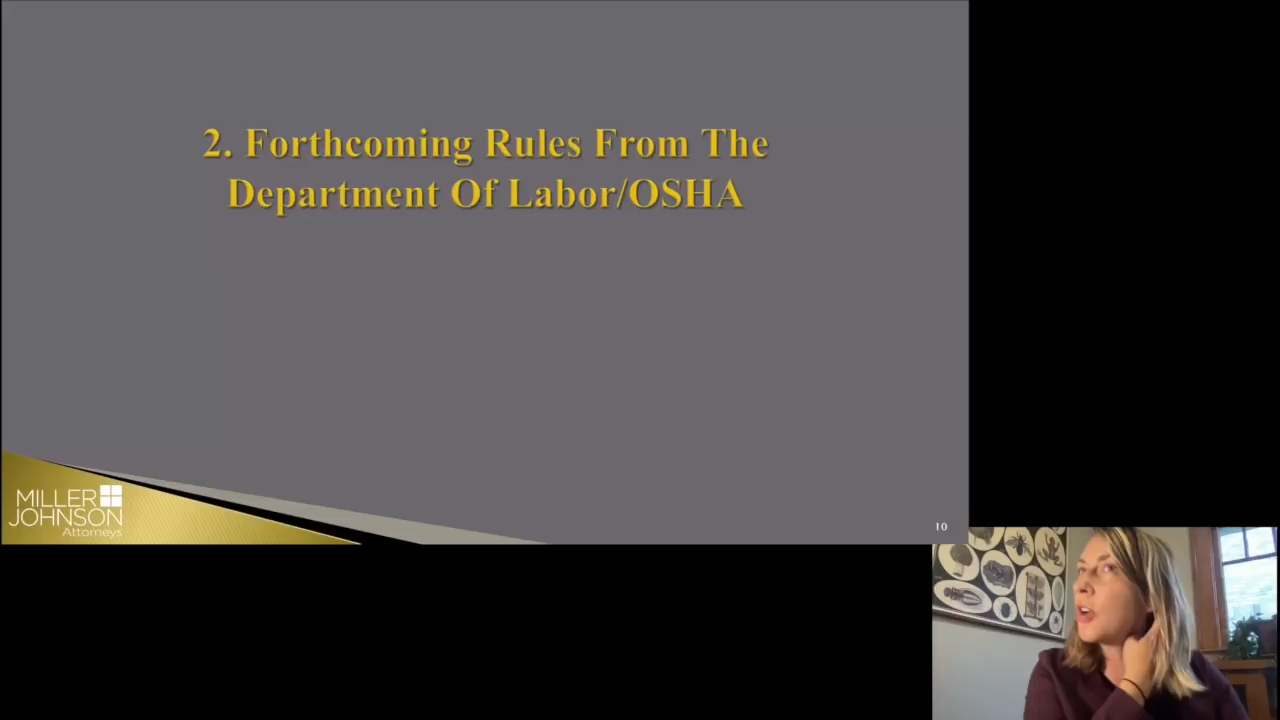 2. Forthcoming Rules From The
Department Of Labor/OSHA
MILLER
JOHNSON
Attorneys
10